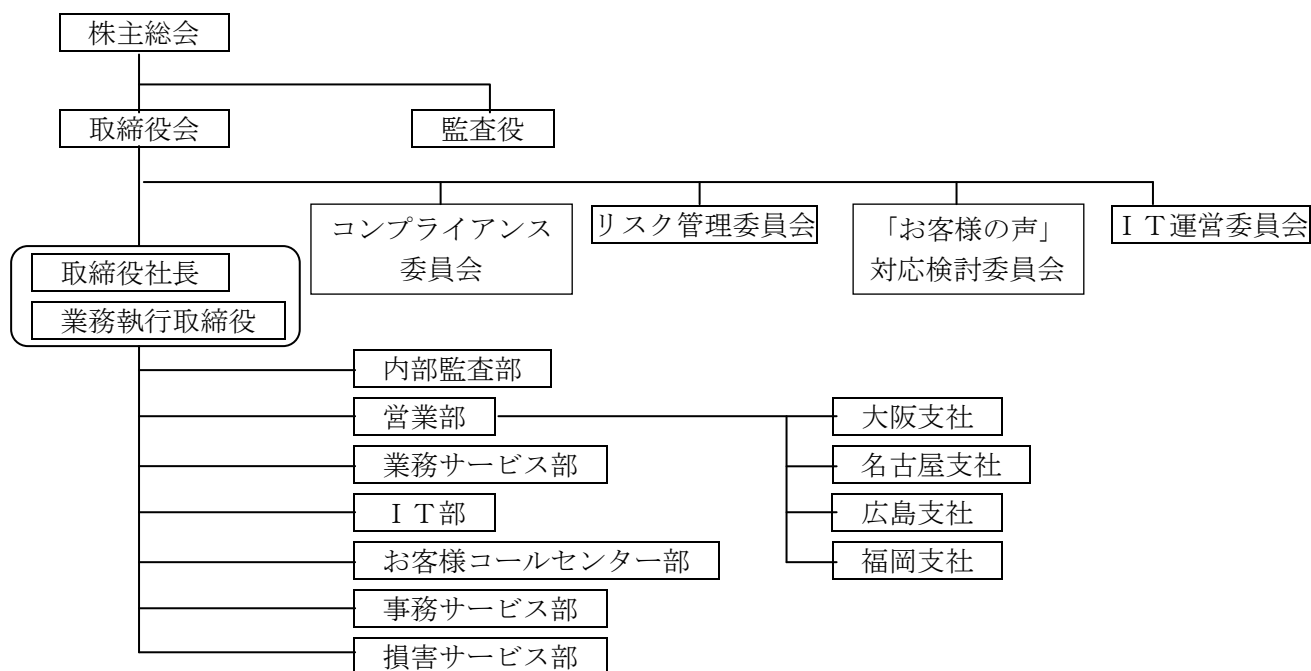 株主総会
取締役会
監査役
コンプライアンス
委員会
リスク管理委員会
「お客様の声」
対応検討委員会
ＩＴ運営委員会
取締役社長
業務執行取締役
内部監査部
営業部
大阪支社
業務サービス部
名古屋支社
ＩＴ部
広島支社
お客様コールセンター部
福岡支社
事務サービス部
損害サービス部